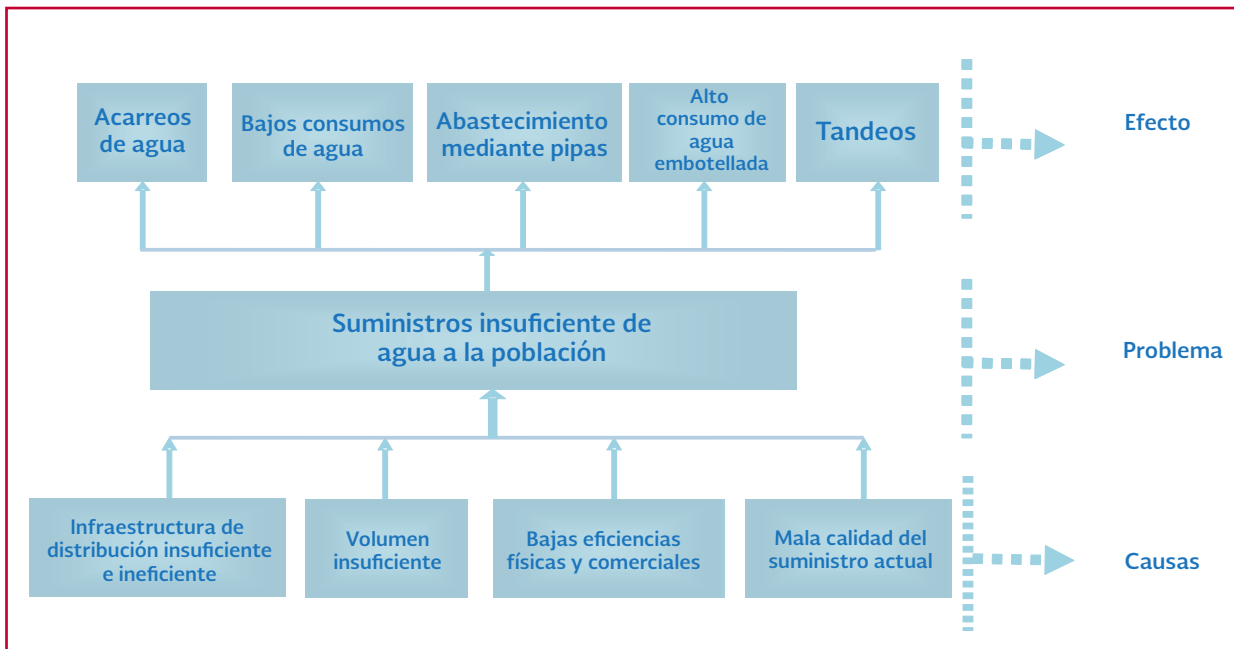 Acarreos
de agua
Bajos consumos
de agua
Abastecimiento
mediante pipas
Alto
consumo de
agua
embotellada
Tandeos
Efecto
Suministros insuficiente de
agua a la población
Problema
Infraestructura de
distribución insuficiente
e ineficiente
Volumen
insuficiente
Bajas eficiencias
físicas y comerciales
Mala calidad del
suministro actual
Causas